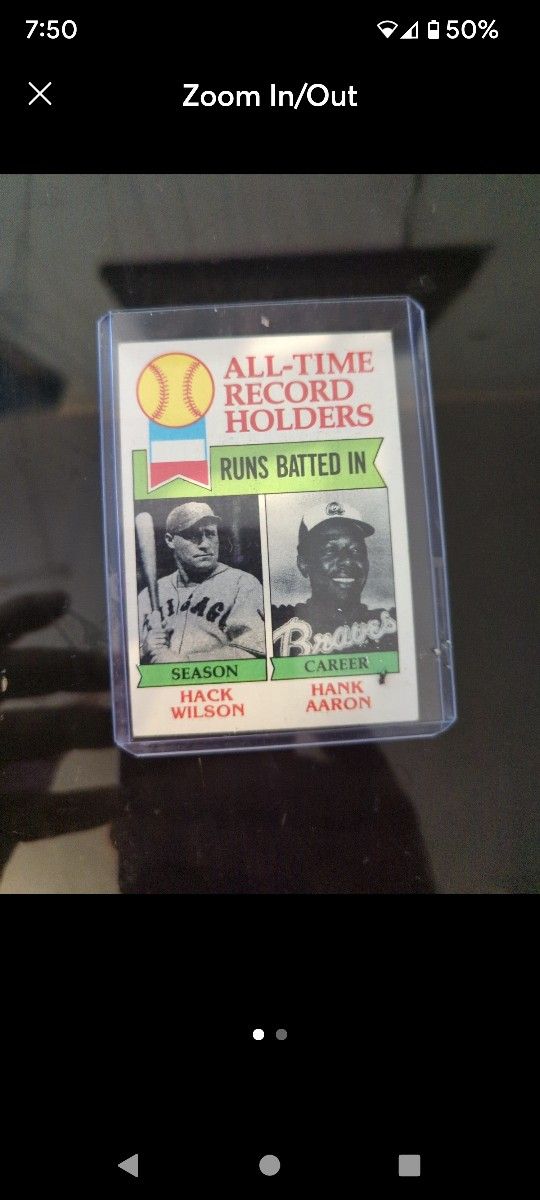 7:50
50%
Zoom In/Out
ALL-TIME
RECORD
HOLDERS
RUNS BATTED IN
Braves
SEASON
CAREER
HACK
WILSON
HANK
AARON